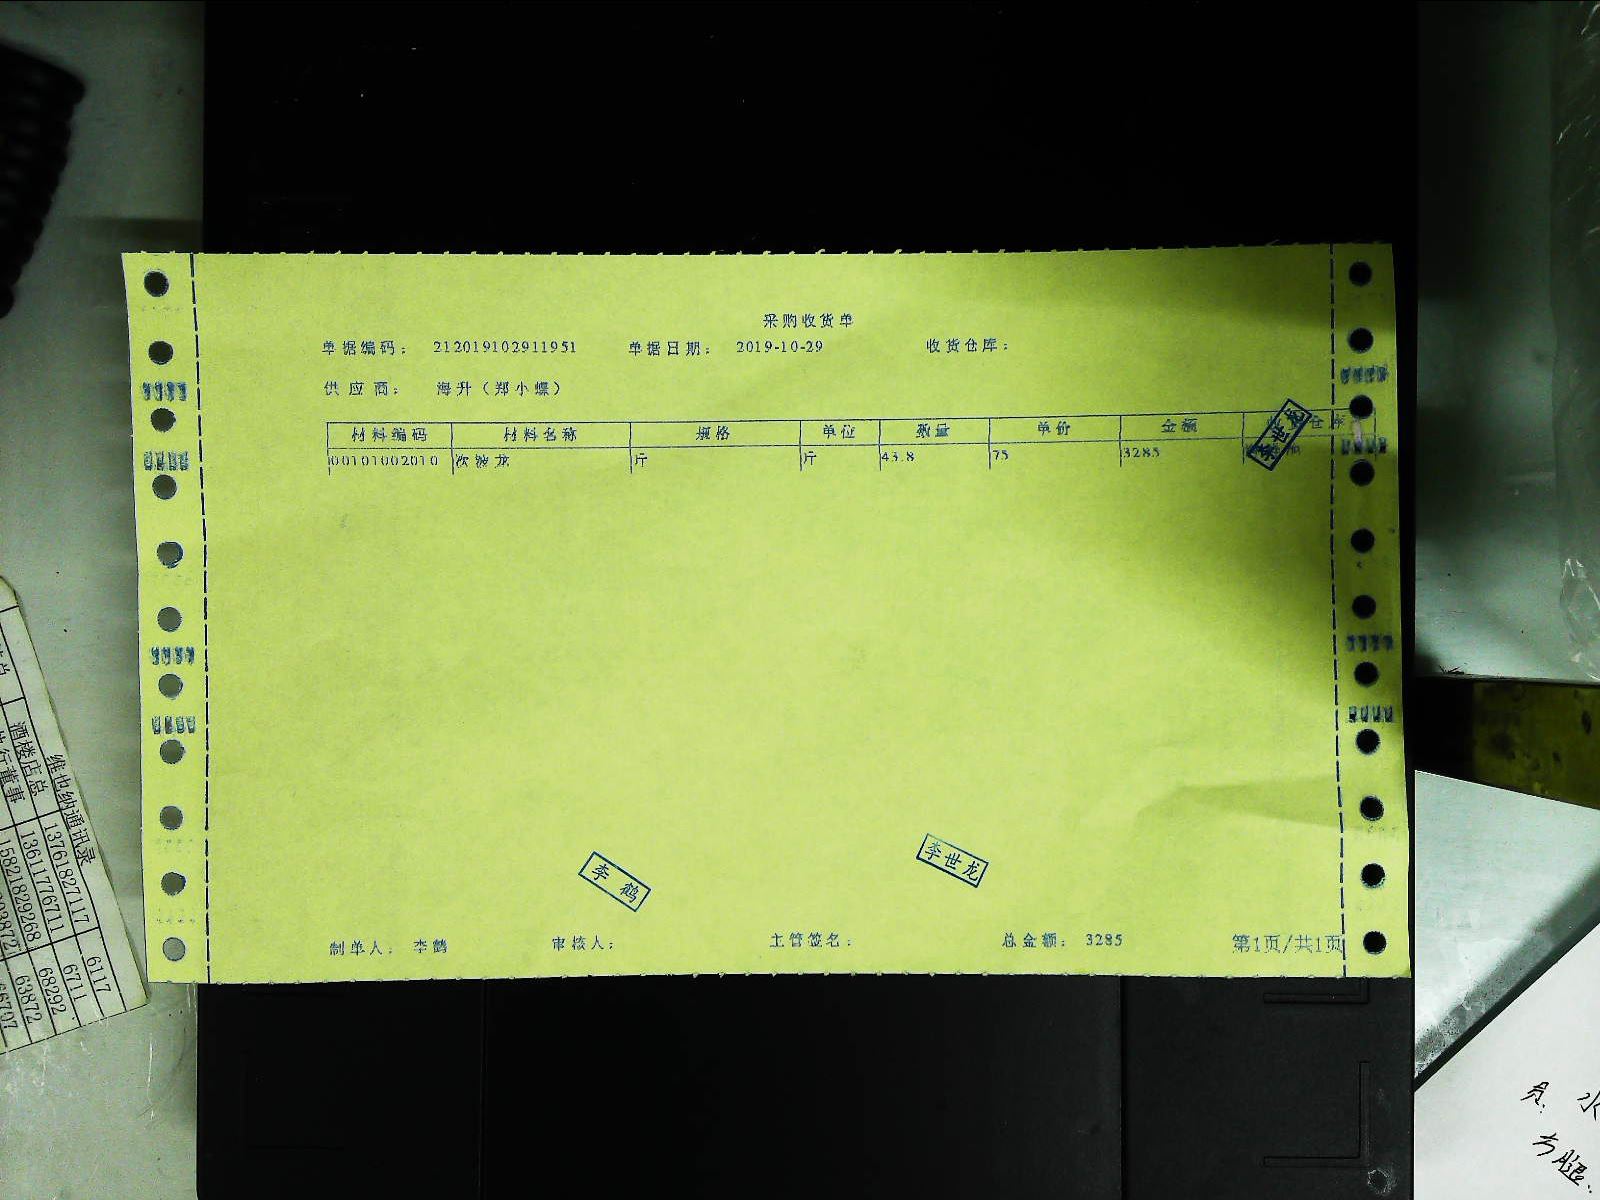 采购收货单
单据编码： 212019102911951 单据日期： 2019-10-29 收货仓库：
供应商： 海升（郑小蝶）
材料编码 材料名称 规格 单位 数量 单价 金额 仓库
00101002010 次波龙 斤 斤 43.8 75 3285
李鹤
李世龙
制单人： 李鹤 审核人： 主管签名： 总金额： 3285 第1页/共1页
维也纳通讯录
酒楼店总 13761827117 6117
执行董事 13611776711 6711
15821829268 68292
63872